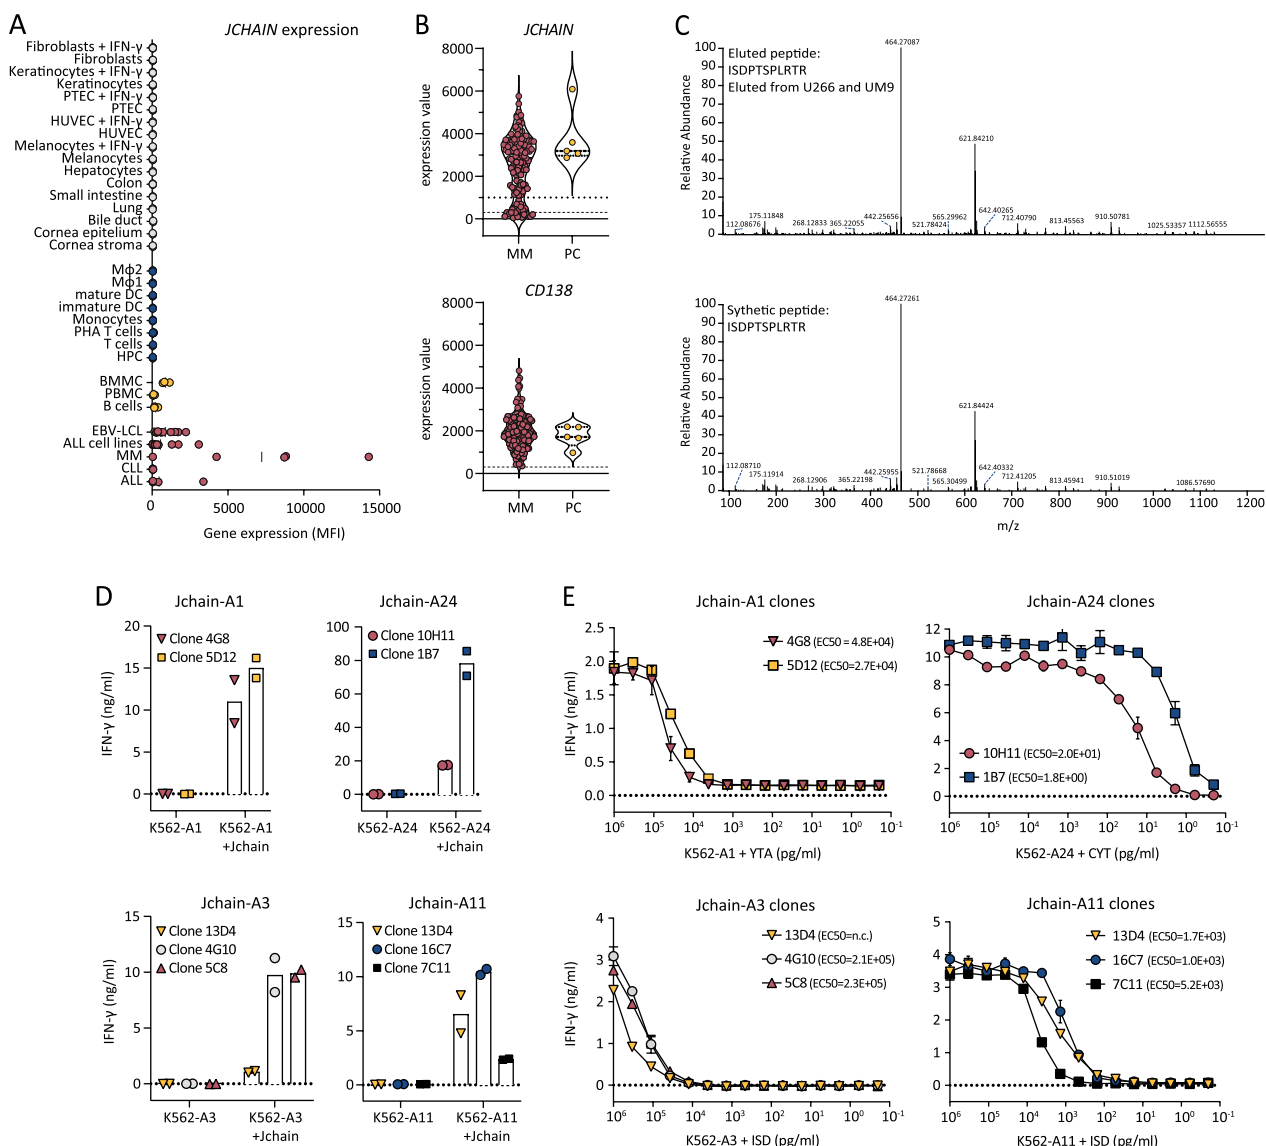 A
JCHAIN expression
Fibroblasts + IFN-γ
Fibroblasts
Keratinocytes + IFN-γ
Keratinocytes
PTEC + IFN-γ
PTEC
HUVEC + IFN-γ
HUVEC
Melanocytes + IFN-γ
Melanocytes
Hepatocytes
Colon
Small intestine
Lung
Bile duct
Cornea epitelium
Cornea stroma
Mφ2
Mφ1
mature DC
immature DC
Monocytes
PHA T cells
T cells
HPC
BMMC
PBMC
B cells
EBV-LCL
ALL cell lines
MM
CLL
ALL
0 5000 10000 15000
Gene expression (MFI)
B
JCHAIN
expression value
8000
6000
4000
2000
0
MM PC
CD138
expression value
8000
6000
4000
2000
0
MM PC
C
Eluted peptide:
ISDPTSPLRTR
Eluted from U266 and UM9
Relative Abundance
100
90
80
70
60
50
40
30
20
10
0
464.27087
621.84210
112.08676
175.11848
268.12833
365.22055
442.25656
521.78424
565.29962
642.40265
712.40790
813.45563
910.50781
1025.53357
1112.56555
Sythetic peptide:
ISDPTSPLRTR
Relative Abundance
100
90
80
70
60
50
40
30
20
10
0
464.27261
621.84424
112.08710
175.11914
268.12906
365.22198
442.25955
521.78668
565.30499
642.40332
712.41205
813.45941
910.51019
1086.57690
100 200 300 400 500 600 700 800 900 1000 1100 1200
m/z
D
Jchain-A1
Clone 4G8
Clone 5D12
IFN-γ (ng/ml)
20
15
10
5
0
K562-A1 K562-A1
+Jchain
Jchain-A24
Clone 10H11
Clone 1B7
100
80
60
40
20
0
K562-A24 K562-A24
+Jchain
Jchain-A3
Clone 13D4
Clone 4G10
Clone 5C8
IFN-γ (ng/ml)
15
10
5
0
K562-A3 K562-A3
+Jchain
Jchain-A11
Clone 13D4
Clone 16C7
Clone 7C11
15
10
5
0
K562-A11 K562-A11
+Jchain
E
Jchain-A1 clones
4G8 (EC50 = 4.8E+04)
5D12 (EC50=2.7E+04)
IFN-γ (ng/ml)
2.5
2.0
1.5
1.0
0.5
0.0
10⁶ 10⁵ 10⁴ 10³ 10² 10¹ 10⁰ 10⁻¹
K562-A1 + YTA (pg/ml)
Jchain-A24 clones
10H11 (EC50=2.0E+01)
1B7 (EC50=1.8E+00)
12
10
8
6
4
2
0
10⁶ 10⁵ 10⁴ 10³ 10² 10¹ 10⁰ 10⁻¹
K562-A24 + CYT (pg/ml)
Jchain-A3 clones
13D4 (EC50=n.c.)
4G10 (EC50=2.1E+05)
5C8 (EC50=2.3E+05)
IFN-γ (ng/ml)
4
3
2
1
0
10⁶ 10⁵ 10⁴ 10³ 10² 10¹ 10⁰ 10⁻¹
K562-A3 + ISD (pg/ml)
Jchain-A11 clones
13D4 (EC50=1.7E+03)
16C7 (EC50=1.0E+03)
7C11 (EC50=5.2E+03)
5
4
3
2
1
0
10⁶ 10⁵ 10⁴ 10³ 10² 10¹ 10⁰ 10⁻¹
K562-A11 + ISD (pg/ml)